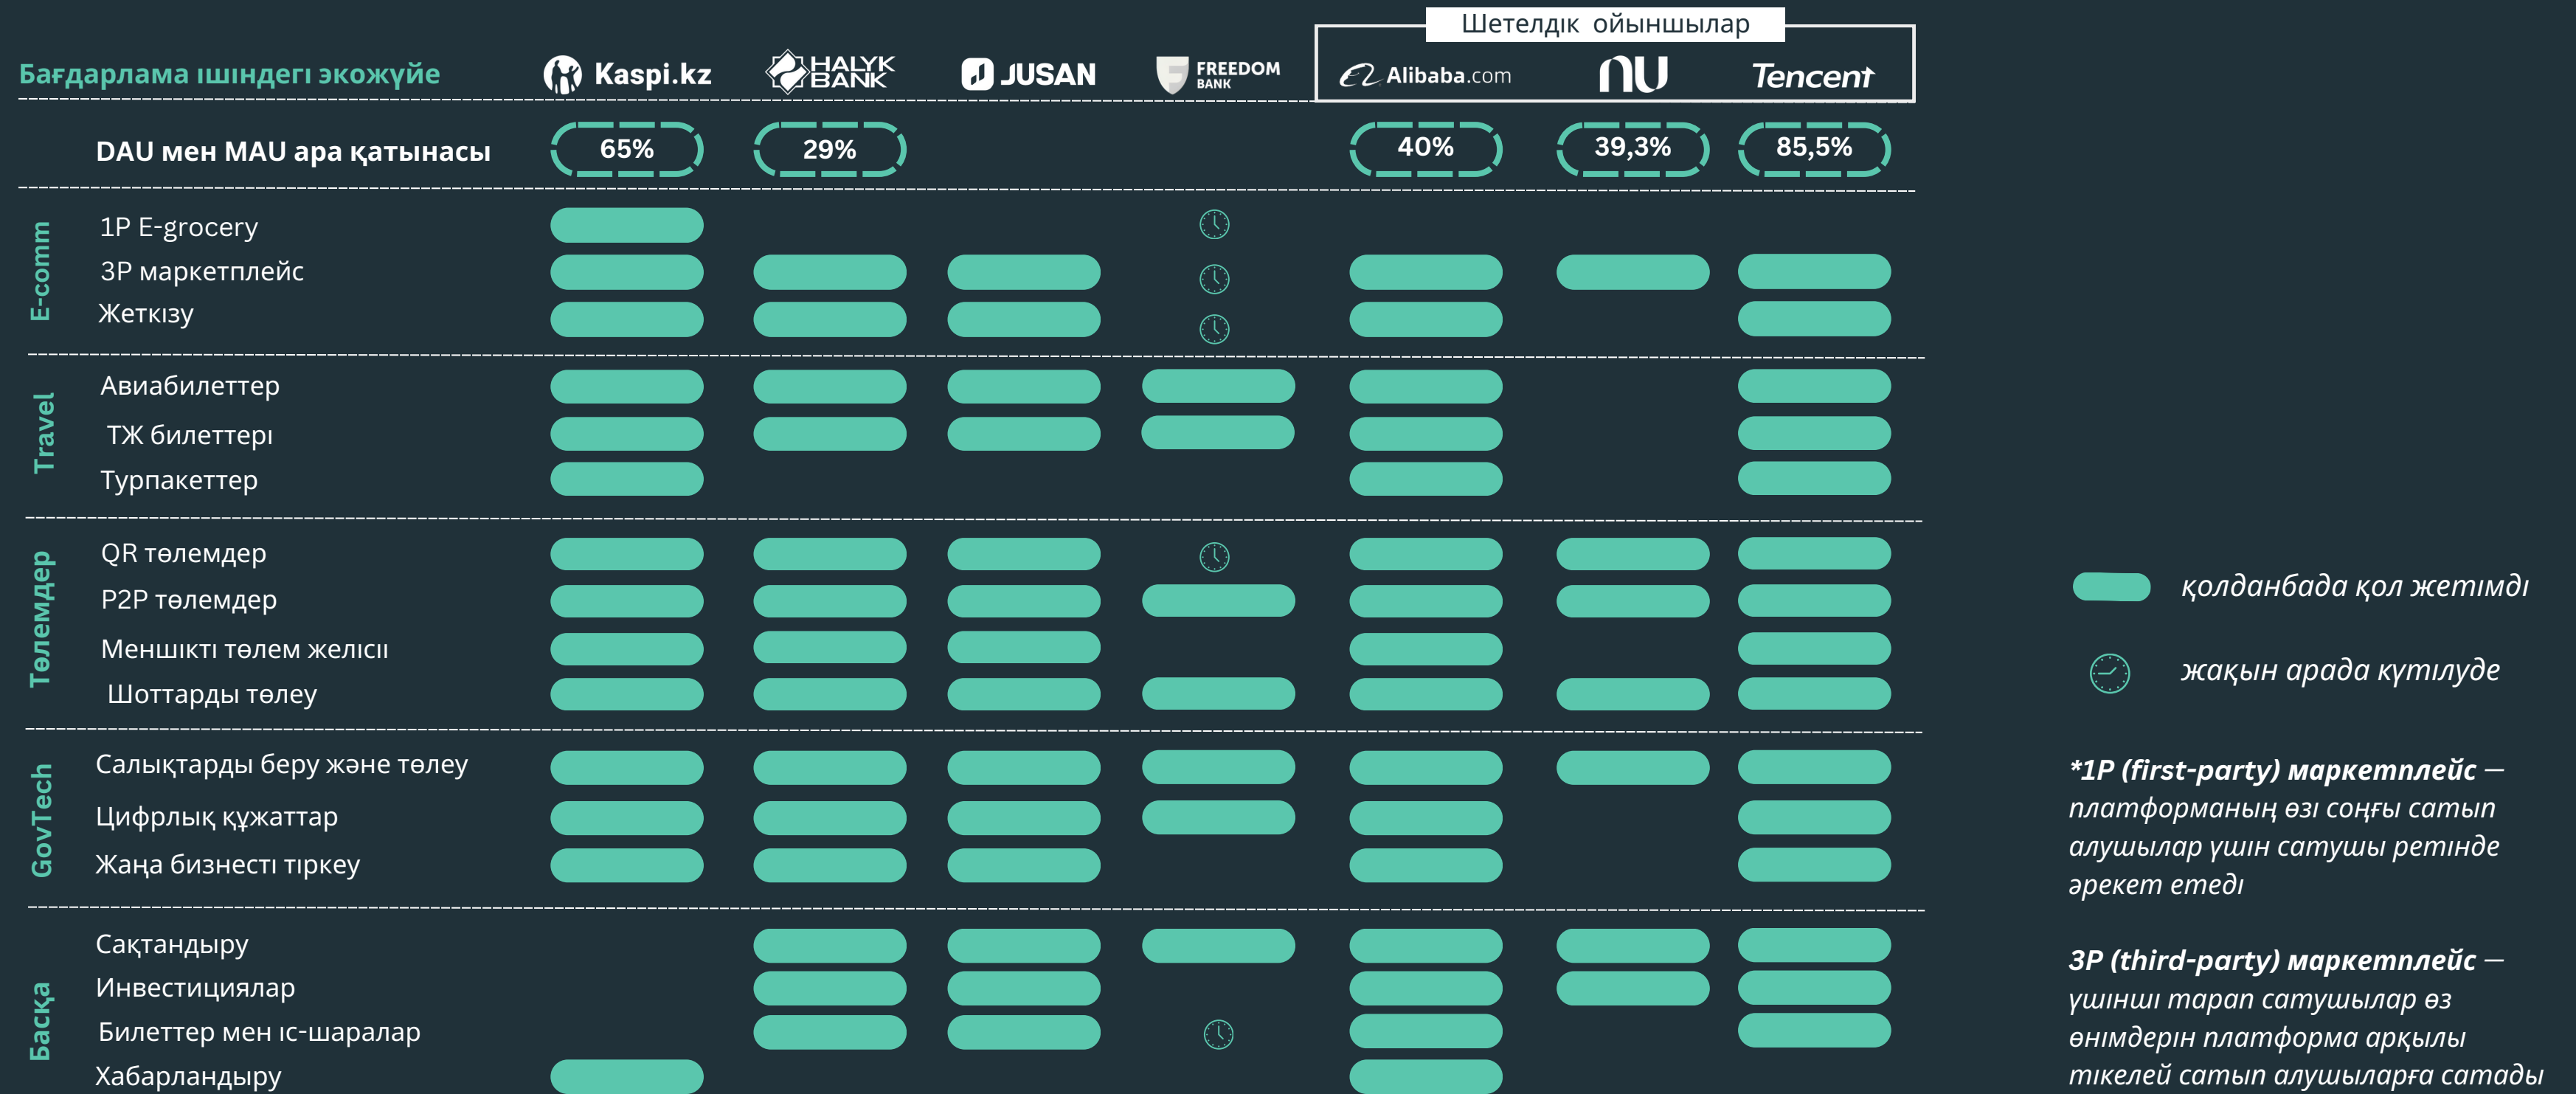 Шетелдік ойыншылар
Бағдарлама ішіндегі экожүйе Kaspi.kz HALYK BANK JUSAN FREEDOM BANK Alibaba.com nu Tencent
DAU мен MAU ара қатынасы 65% 29% 40% 39,3% 85,5%
E-comm
1P E-grocery
3P маркетплейс
Жеткізу
Travel
Авиабилеттер
ТЖ билеттері
Турпакеттер
Төлемдер
QR төлемдер
P2P төлемдер
Меншікті төлем желісіі
Шоттарды төлеу
GovTech
Салықтарды беру және төлеу
Цифрлық құжаттар
Жаңа бизнесті тіркеу
Басқа
Сақтандыру
Инвестициялар
Билеттер мен іс-шаралар
Хабарландыру
қолданбада қол жетімді
жақын арада күтілуде
*1P (first-party) маркетплейс —
платформаның өзі соңғы сатып
алушылар үшін сатушы ретінде
әрекет етеді
3P (third-party) маркетплейс —
үшінші тарап сатушылар өз
өнімдерін платформа арқылы
тікелей сатып алушыларға сатады